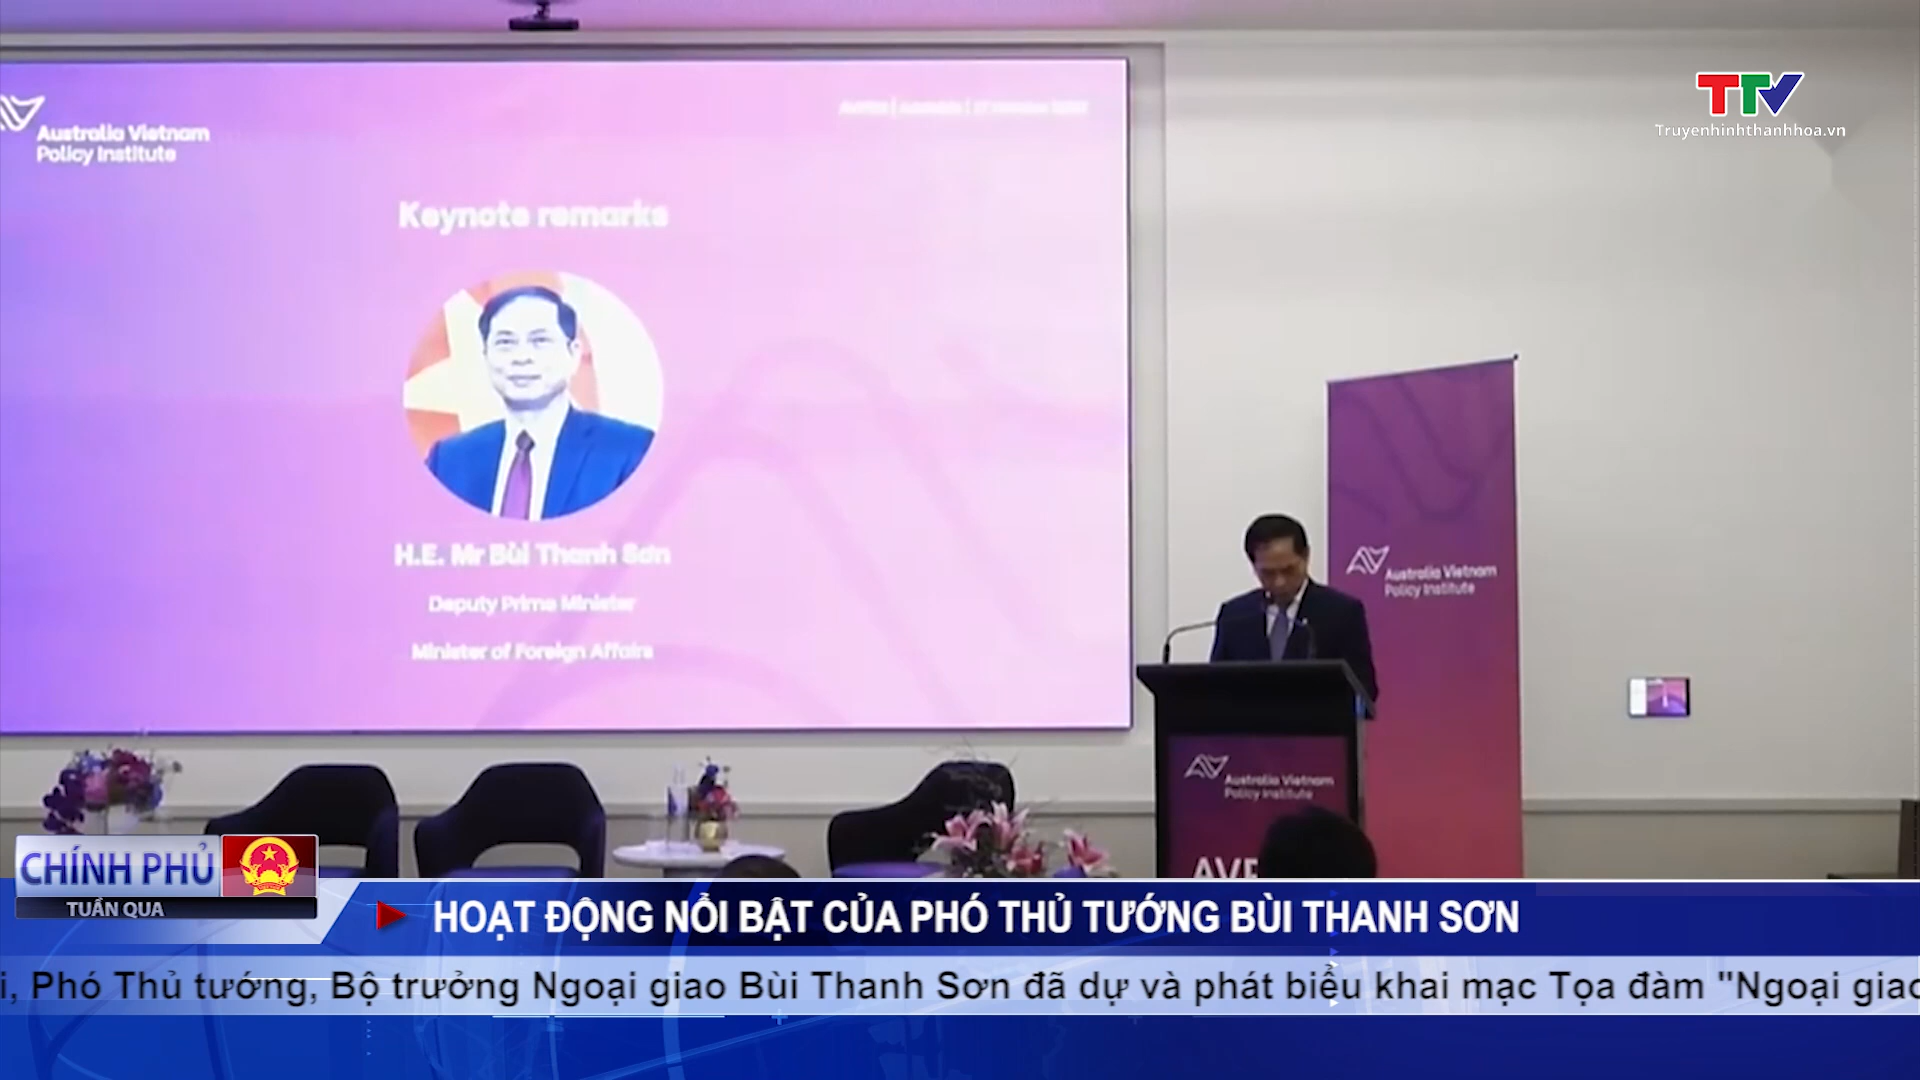 TTV
Truyenhinhthanhhoa.vn
Australia Vietnam
Policy Institute
Keynote remarks
H.E. Mr Bùi Thanh Sơn
Deputy Prime Minister
Minister of Foreign Affairs
Australia Vietnam
Policy Institute
Australia Vietnam
Policy Institute
CHÍNH PHỦ
TUẦN QUA
HOẠT ĐỘNG NỔI BẬT CỦA PHÓ THỦ TƯỚNG BÙI THANH SƠN
i, Phó Thủ tướng, Bộ trưởng Ngoại giao Bùi Thanh Sơn đã dự và phát biểu khai mạc Tọa đàm "Ngoại giao